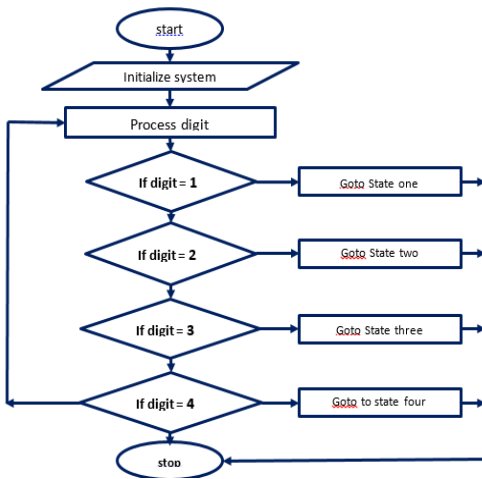 start
Initialize system
Process digit
If digit = 1
Goto State one
If digit = 2
Goto State two
If digit = 3
Goto State three
If digit = 4
Goto to state four
stop